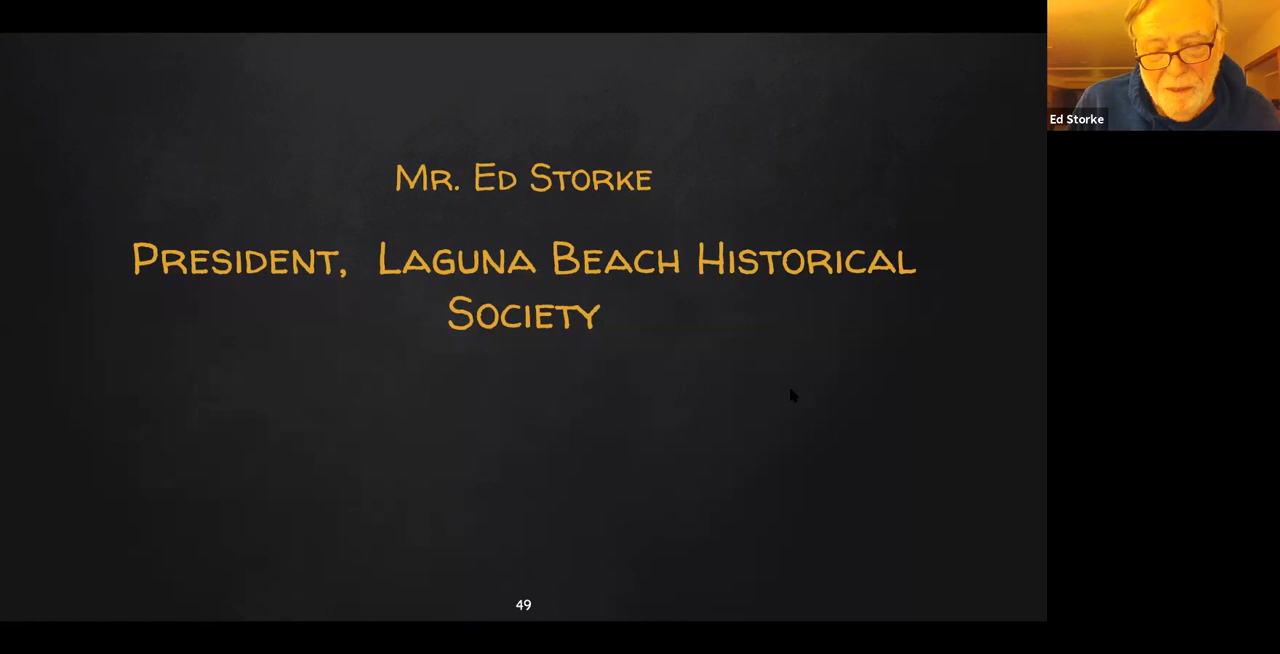 Mr. Ed Storke
President, Laguna Beach Historical
Society
49
Ed Storke